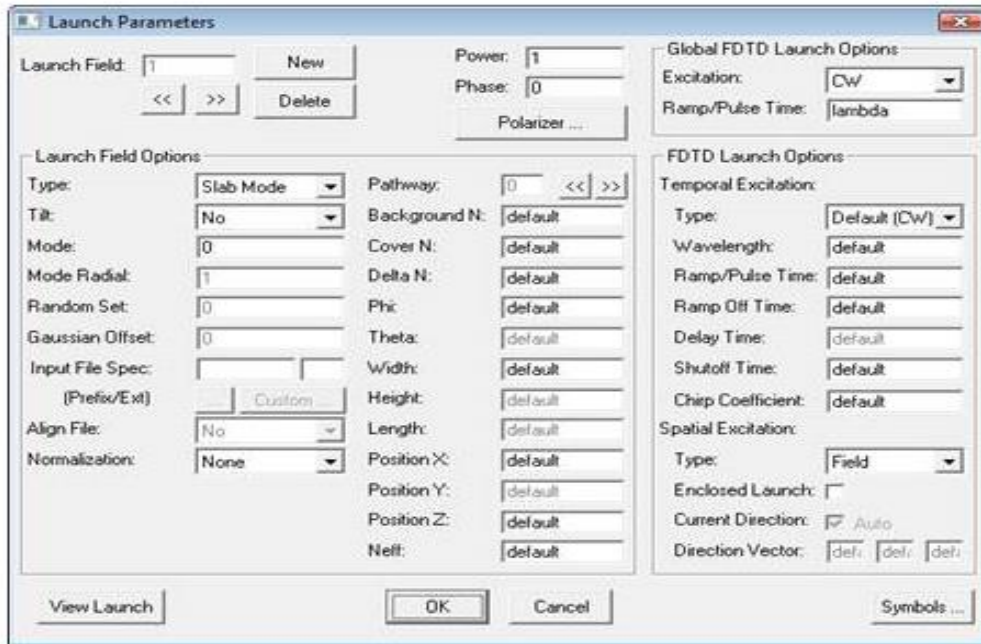 Launch Parameters
Launch Field: 1
New
<< >>
Delete
Power: 1
Phase: 0
Polarizer ...
Global FDTD Launch Options
Excitation: CW
Ramp/Pulse Time: lambda
Launch Field Options
Type: Slab Mode
Tilt: No
Mode: 0
Mode Radial: 1
Random Set: 0
Gaussian Offset: 0
Input File Spec:
(Prefix/Ext) ... Custom ...
Align File: No
Normalization: None
Pathway: 0 << >>
Background N: default
Cover N: default
Delta N: default
Phi: default
Theta: default
Width: default
Height: default
Length: default
Position X: default
Position Y: default
Position Z: default
Neff: default
FDTD Launch Options
Temporal Excitation:
Type: Default (CW)
Wavelength: default
Ramp/Pulse Time: default
Ramp Off Time: default
Delay Time: default
Shutoff Time: default
Chirp Coefficient: default
Spatial Excitation:
Type: Field
Enclosed Launch:
Current Direction: Auto
Direction Vector: defa defa defa
View Launch
OK
Cancel
Symbols ...